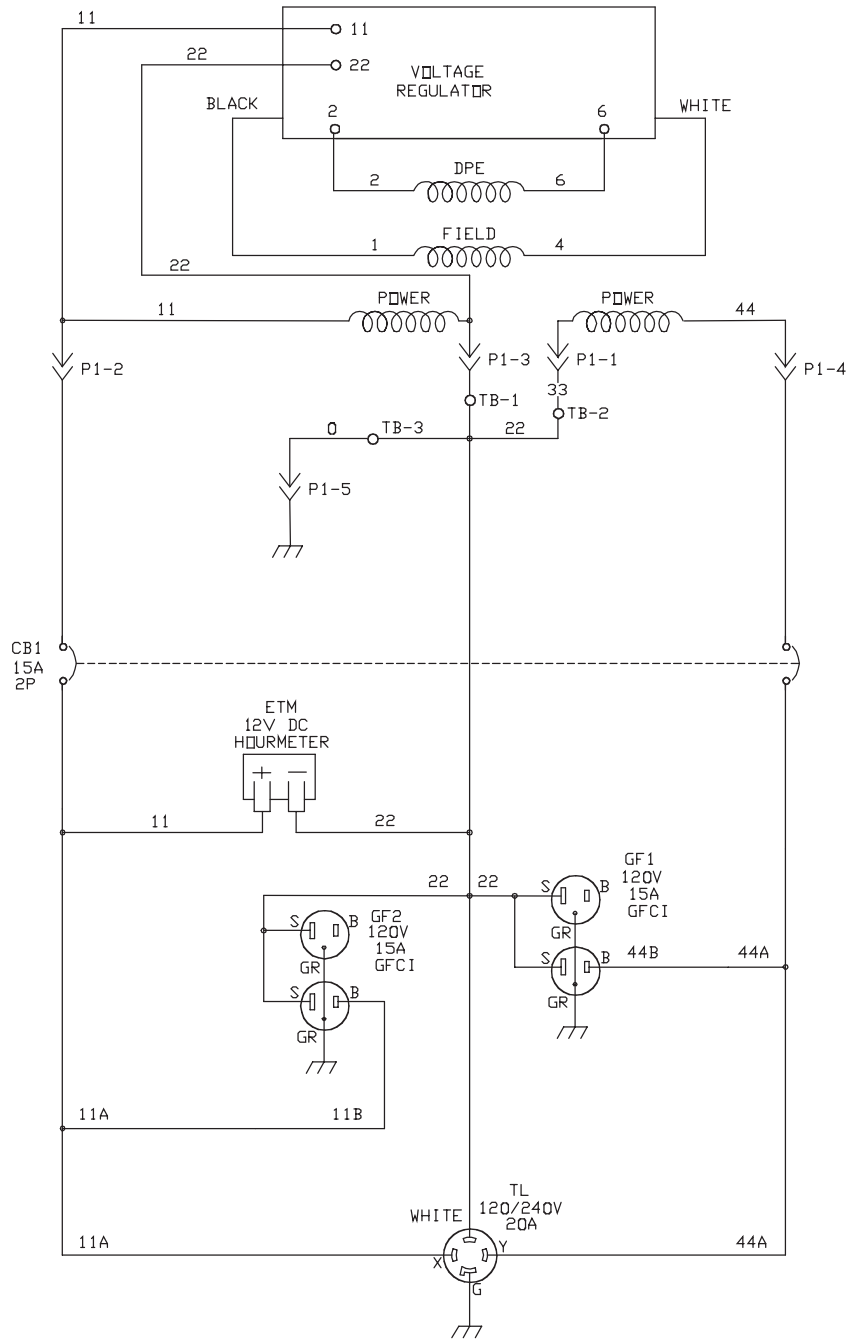 11
11
22
22
VOLTAGE
REGULATOR
BLACK
WHITE
2
6
DPE
2
6
FIELD
1
4
22
11
POWER
POWER
44
P1-2
P1-3
P1-1
P1-4
33
TB-1
TB-2
0
TB-3
22
P1-5
CB1
15A
2P
ETM
12V DC
HOURMETER
+
−
11
22
22
22
GF1
120V
15A
GFCI
S
B
GR
S
B
GR
44B
44A
GF2
120V
15A
GFCI
S
B
GR
S
B
GR
11A
11B
TL
120/240V
20A
WHITE
11A
X
Y
G
44A